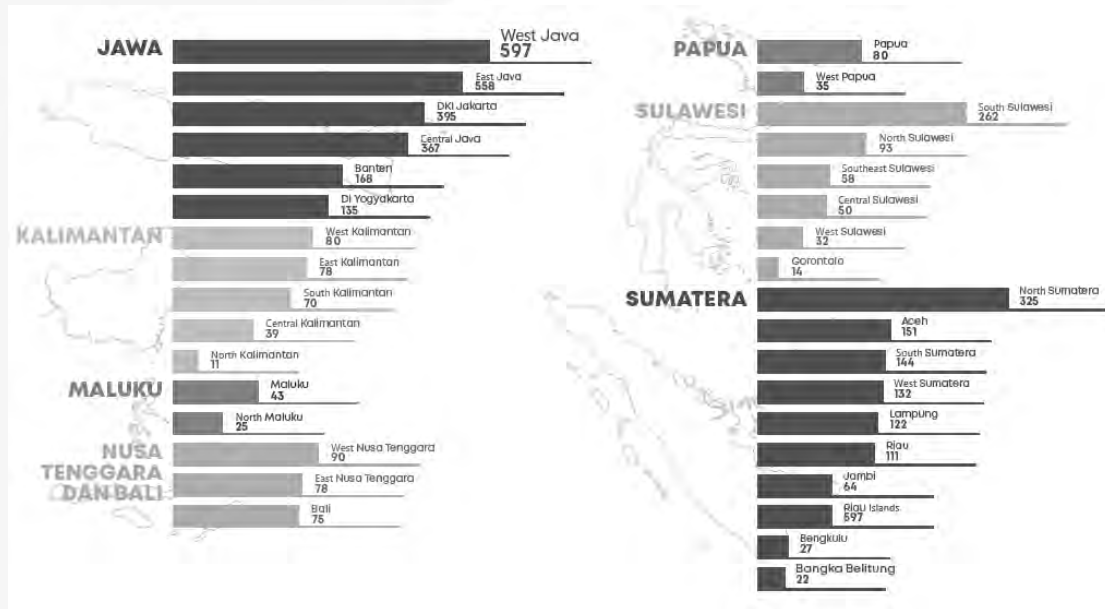 JAWA
West Java
597
East Java
558
DKI Jakarta
395
Central Java
367
Banten
168
DI Yogyakarta
135
KALIMANTAN
West Kalimantan
80
East Kalimantan
78
South Kalimantan
70
Central Kalimantan
39
North Kalimantan
11
MALUKU
Maluku
43
North Maluku
25
NUSA
TENGGARA
DAN BALI
West Nusa Tenggara
90
East Nusa Tenggara
78
Bali
75
PAPUA
Papua
80
West Papua
35
SULAWESI
South Sulawesi
262
North Sulawesi
93
Southeast Sulawesi
58
Central Sulawesi
50
West Sulawesi
32
Gorontalo
14
SUMATERA
North Sumatera
325
Aceh
151
South Sumatera
144
West Sumatera
132
Lampung
122
Riau
111
Jambi
64
Riau Islands
597
Bengkulu
27
Bangka Belitung
22